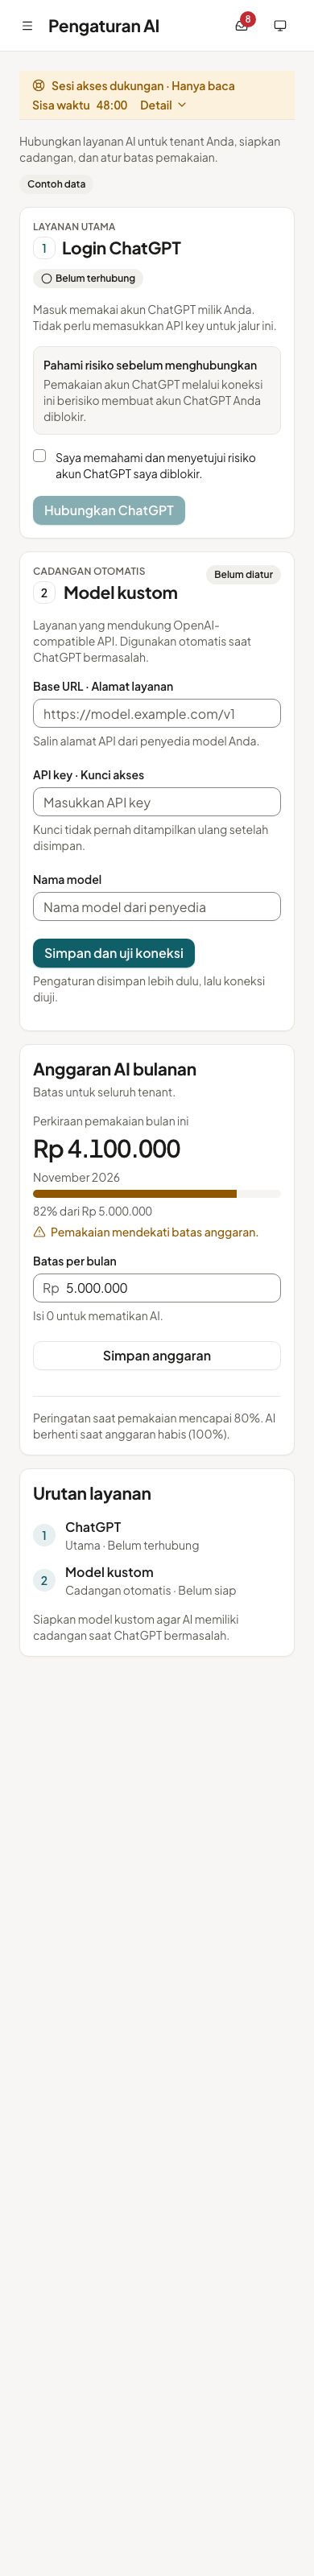 Pengaturan AI
8
Sesi akses dukungan · Hanya baca
Sisa waktu 48:00 Detail
Hubungkan layanan AI untuk tenant Anda, siapkan
cadangan, dan atur batas pemakaian.
Contoh data
LAYANAN UTAMA
1 Login ChatGPT
Belum terhubung
Masuk memakai akun ChatGPT milik Anda.
Tidak perlu memasukkan API key untuk jalur ini.
Pahami risiko sebelum menghubungkan
Pemakaian akun ChatGPT melalui koneksi
ini berisiko membuat akun ChatGPT Anda
diblokir.
Saya memahami dan menyetujui risiko
akun ChatGPT saya diblokir.
Hubungkan ChatGPT
CADANGAN OTOMATIS
Belum diatur
2 Model kustom
Layanan yang mendukung OpenAI-
compatible API. Digunakan otomatis saat
ChatGPT bermasalah.
Base URL · Alamat layanan
https://model.example.com/v1
Salin alamat API dari penyedia model Anda.
API key · Kunci akses
Masukkan API key
Kunci tidak pernah ditampilkan ulang setelah
disimpan.
Nama model
Nama model dari penyedia
Simpan dan uji koneksi
Pengaturan disimpan lebih dulu, lalu koneksi
diuji.
Anggaran AI bulanan
Batas untuk seluruh tenant.
Perkiraan pemakaian bulan ini
Rp 4.100.000
November 2026
82% dari Rp 5.000.000
Pemakaian mendekati batas anggaran.
Batas per bulan
Rp 5.000.000
Isi 0 untuk mematikan AI.
Simpan anggaran
Peringatan saat pemakaian mencapai 80%. AI
berhenti saat anggaran habis (100%).
Urutan layanan
1 ChatGPT
Utama · Belum terhubung
2 Model kustom
Cadangan otomatis · Belum siap
Siapkan model kustom agar AI memiliki
cadangan saat ChatGPT bermasalah.